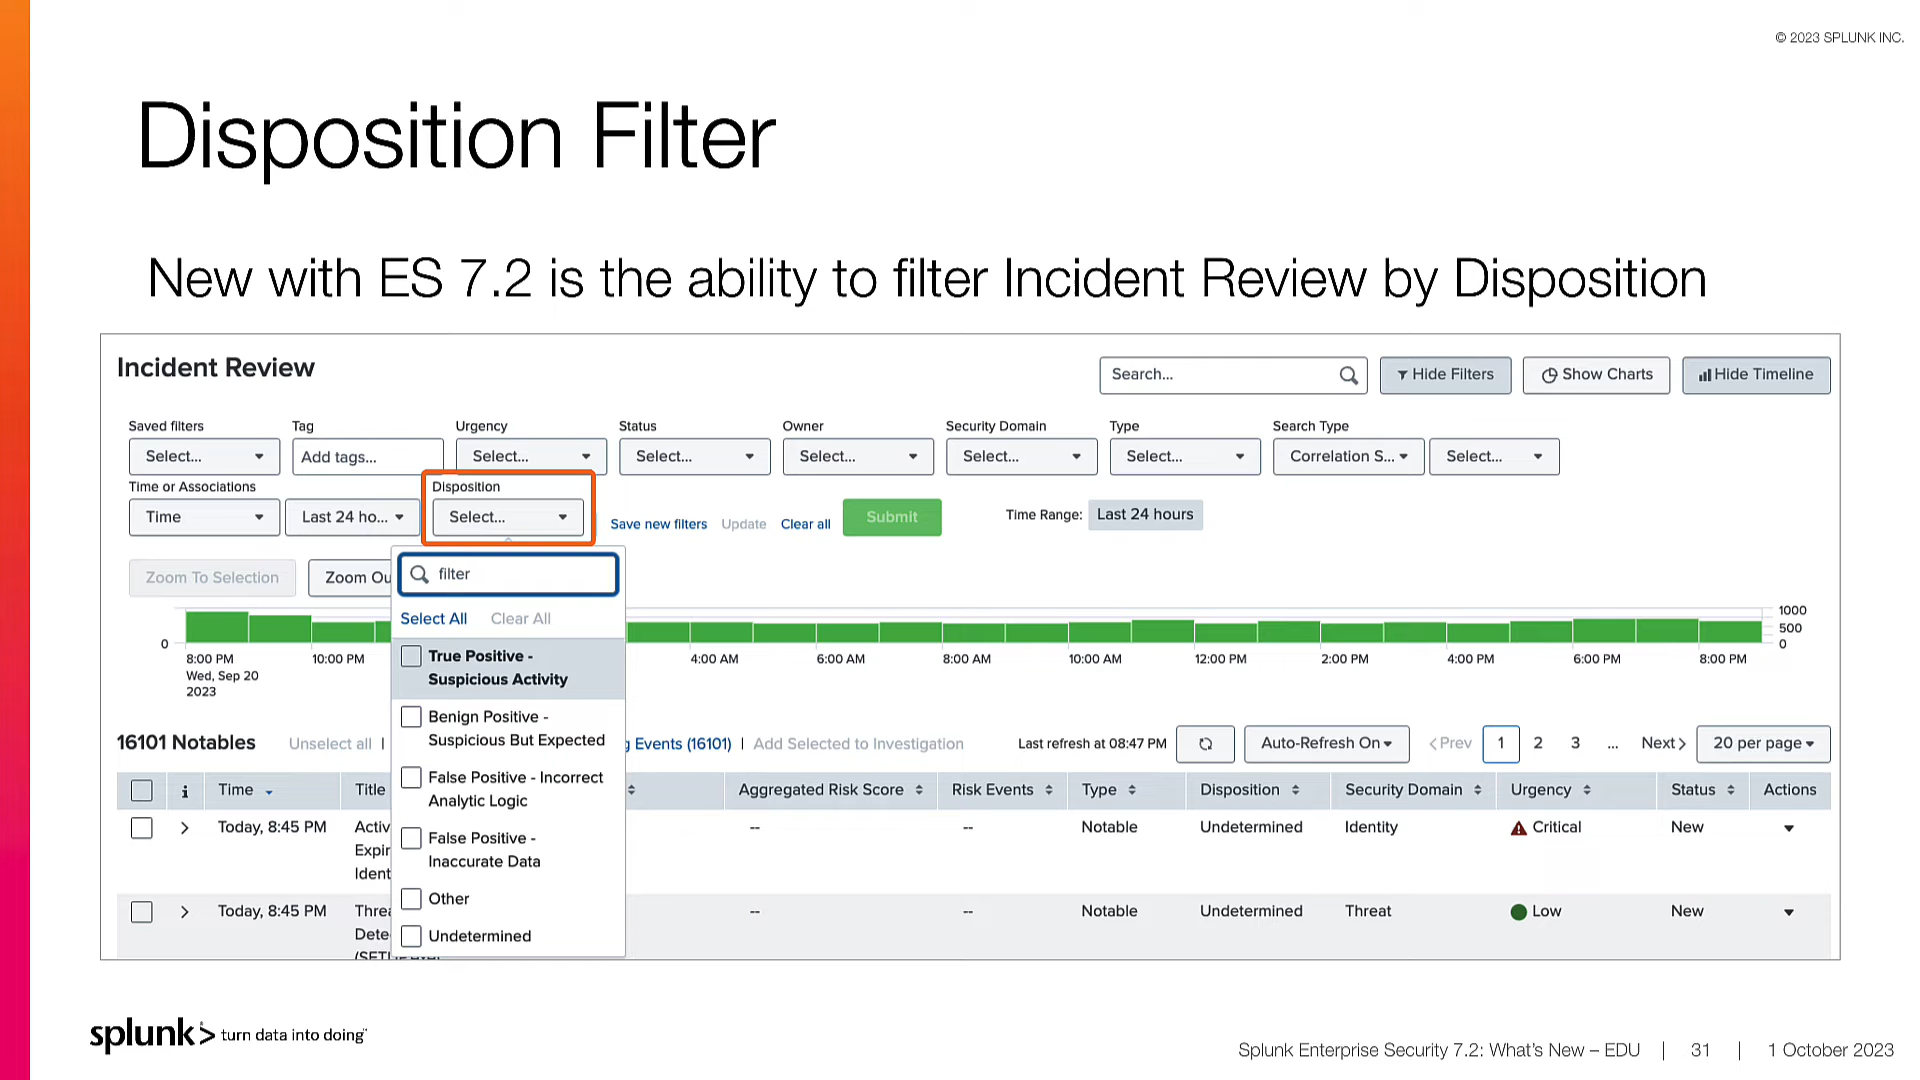 © 2023 SPLUNK INC.
Disposition Filter
New with ES 7.2 is the ability to filter Incident Review by Disposition
Incident Review
Search...
Hide Filters
Show Charts
Hide Timeline
Saved filters
Tag
Urgency
Status
Owner
Security Domain
Type
Search Type
Select...
Add tags...
Select...
Select...
Select...
Select...
Select...
Correlation S...
Select...
Time or Associations
Disposition
Time
Last 24 ho...
Select...
Save new filters
Update
Clear all
Submit
Time Range:
Last 24 hours
Zoom To Selection
Zoom Ou
filter
Select All
Clear All
True Positive -
Suspicious Activity
Benign Positive -
Suspicious But Expected
False Positive - Incorrect
Analytic Logic
False Positive -
Inaccurate Data
Other
Undetermined
0
1000
500
0
8:00 PM
Wed, Sep 20
2023
10:00 PM
4:00 AM
6:00 AM
8:00 AM
10:00 AM
12:00 PM
2:00 PM
4:00 PM
6:00 PM
8:00 PM
16101 Notables
Unselect all |
g Events (16101) | Add Selected to Investigation
Last refresh at 08:47 PM
Auto-Refresh On
Prev
1
2
3
...
Next
20 per page
i
Time
Title
Aggregated Risk Score
Risk Events
Type
Disposition
Security Domain
Urgency
Status
Actions
Today, 8:45 PM
Activ
Expir
Ident
--
--
Notable
Undetermined
Identity
Critical
New
Today, 8:45 PM
Threa
Dete
--
--
Notable
Undetermined
Threat
Low
New
splunk> turn data into doing™
Splunk Enterprise Security 7.2: What's New – EDU | 31 | 1 October 2023